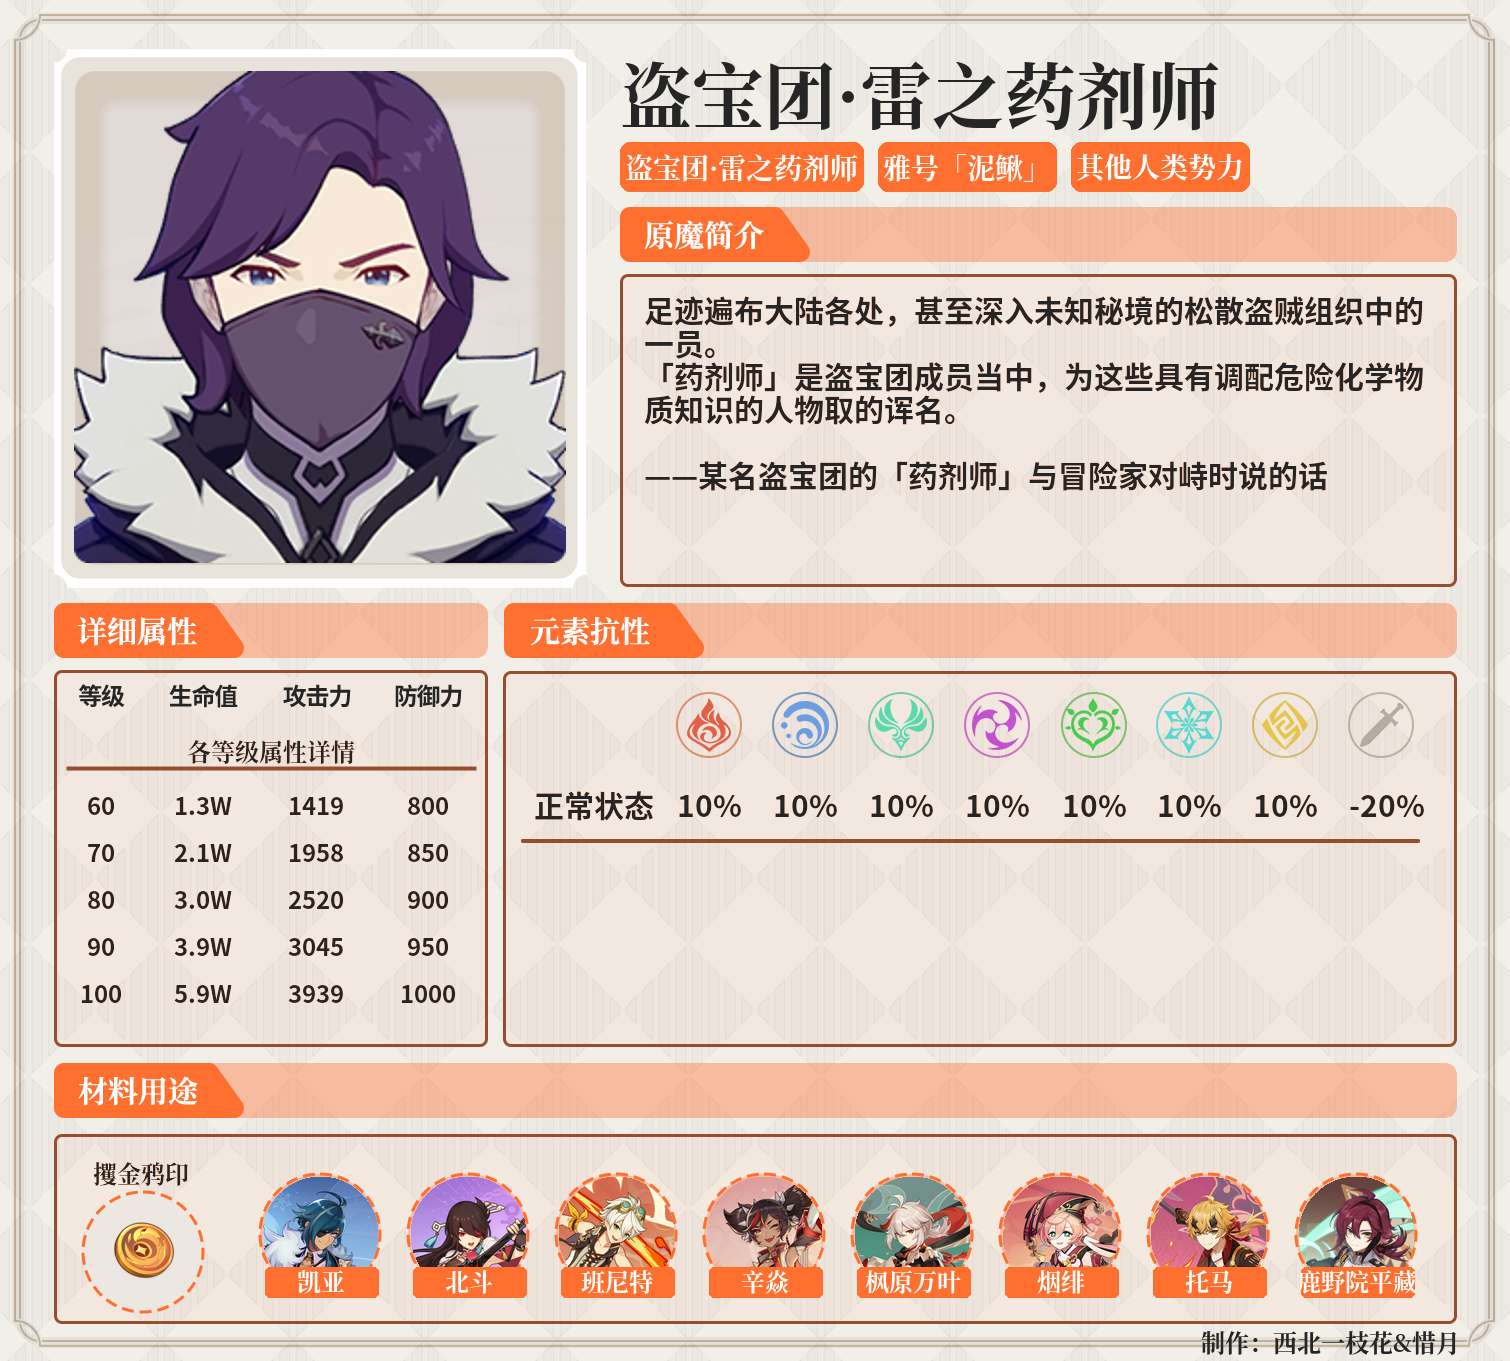 盗宝团·雷之药剂师
盗宝团·雷之药剂师 雅号「泥鳅」 其他人类势力
原魔简介
足迹遍布大陆各处，甚至深入未知秘境的松散盗贼组织中的
一员。
「药剂师」是盗宝团成员当中，为这些具有调配危险化学物
质知识的人物取的诨名。
——某名盗宝团的「药剂师」与冒险家对峙时说的话
详细属性
等级 生命值 攻击力 防御力
各等级属性详情
60 1.3W 1419 800
70 2.1W 1958 850
80 3.0W 2520 900
90 3.9W 3045 950
100 5.9W 3939 1000
元素抗性
正常状态 10% 10% 10% 10% 10% 10% 10% -20%
材料用途
攫金鸦印
凯亚 北斗 班尼特 辛焱 枫原万叶 烟绯 托马 鹿野院平藏
制作：西北一枝花&惜月